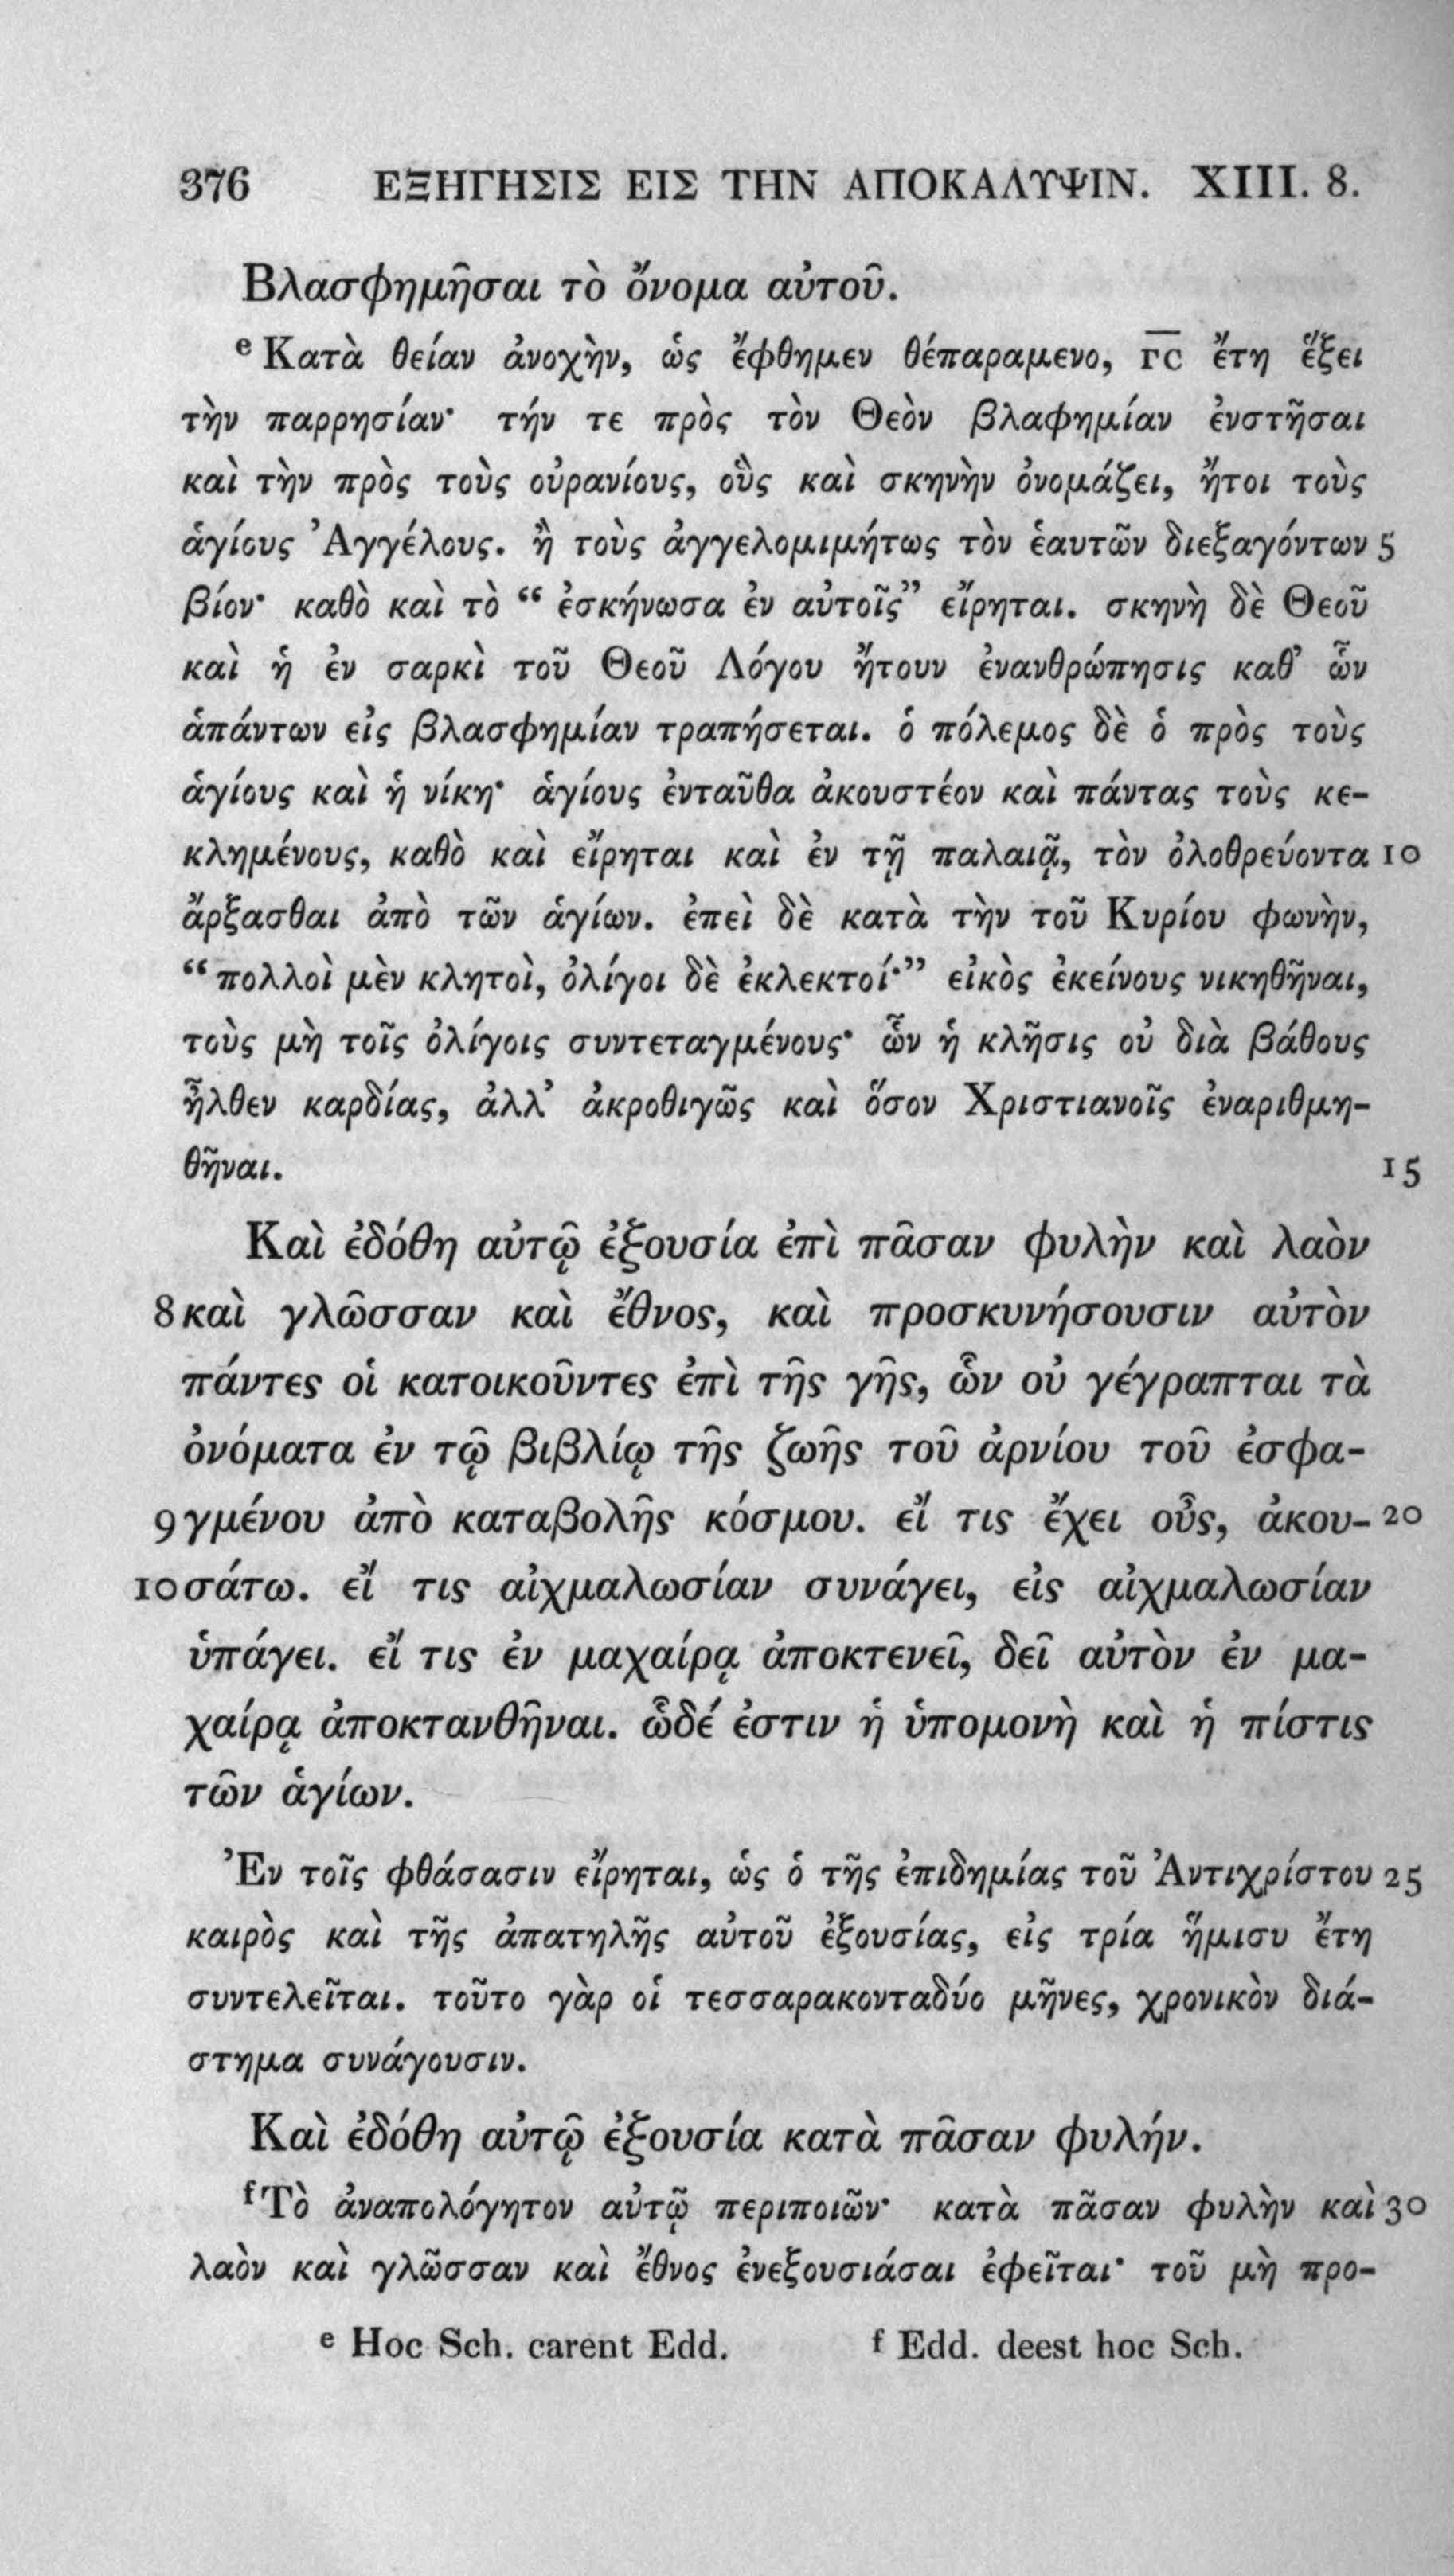 376 ΕΞΗΓΗΣΙΣ ΕΙΣ ΤΗΝ ΑΠΟΚΑΛΥΨΙΝ. XIII. 8.
Βλασφημῆσαι τὸ ὄνομα αὐτοῦ.
e Κατὰ θείαν ἀνοχὴν, ὡς ἔφθημεν θέπαραμενο, ΓC ἔτη ἕξει
τὴν παρρησίαν· τήν τε πρὸς τὸν Θεὸν βλαφημίαν ἐνστῆσαι
καὶ τὴν πρὸς τοὺς οὐρανίους, οὓς καὶ σκηνὴν ὀνομάζει, ἤτοι τοὺς
ἁγίους Ἀγγέλους. ἢ τοὺς ἀγγελομιμήτως τὸν ἑαυτῶν διεξαγόντων 5
βίον· καθὸ καὶ τὸ “ ἐσκήνωσα ἐν αὐτοῖς” εἴρηται. σκηνὴ δὲ Θεοῦ
καὶ ἡ ἐν σαρκὶ τοῦ Θεοῦ Λόγου ἤτουν ἐνανθρώπησις καθ’ ὧν
ἁπάντων εἰς βλασφημίαν τραπήσεται. ὁ πόλεμος δὲ ὁ πρὸς τοὺς
ἁγίους καὶ ἡ νίκη· ἁγίους ἐνταῦθα ἀκουστέον καὶ πάντας τοὺς κε-
κλημένους, καθὸ καὶ εἴρηται καὶ ἐν τῇ παλαιᾷ, τὸν ὀλοθρεύοντα 10
ἄρξασθαι ἀπὸ τῶν ἁγίων. ἐπεὶ δὲ κατὰ τὴν τοῦ Κυρίου φωνὴν,
“ πολλοὶ μὲν κλητοὶ, ὀλίγοι δὲ ἐκλεκτοί·” εἰκὸς ἐκείνους νικηθῆναι,
τοὺς μὴ τοῖς ὀλίγοις συντεταγμένους· ὧν ἡ κλῆσις οὐ διὰ βάθους
ἦλθεν καρδίας, ἀλλ’ ἀκροθιγῶς καὶ ὅσον Χριστιανοῖς ἐναριθμη-
θῆναι. 15
Καὶ ἐδόθη αὐτῷ ἐξουσία ἐπὶ πᾶσαν φυλὴν καὶ λαὸν
8 καὶ γλῶσσαν καὶ ἔθνος, καὶ προσκυνήσουσιν αὐτὸν
πάντες οἱ κατοικοῦντες ἐπὶ τῆς γῆς, ὧν οὐ γέγραπται τὰ
ὀνόματα ἐν τῷ βιβλίῳ τῆς ζωῆς τοῦ ἀρνίου τοῦ ἐσφα-
9 γμένου ἀπὸ καταβολῆς κόσμου. εἴ τις ἔχει οὖς, ἀκου- 20
10 σάτω. εἴ τις αἰχμαλωσίαν συνάγει, εἰς αἰχμαλωσίαν
ὑπάγει. εἴ τις ἐν μαχαίρᾳ ἀποκτενεῖ, δεῖ αὐτὸν ἐν μα-
χαίρᾳ ἀποκτανθῆναι. ὧδέ ἐστιν ἡ ὑπομονὴ καὶ ἡ πίστις
τῶν ἁγίων.
Ἐν τοῖς φθάσασιν εἴρηται, ὡς ὁ τῆς ἐπιδημίας τοῦ Ἀντιχρίστου 25
καιρὸς καὶ τῆς ἀπατηλῆς αὐτοῦ ἐξουσίας, εἰς τρία ἥμισυ ἔτη
συντελεῖται. τοῦτο γὰρ οἱ τεσσαρακονταδύο μῆνες, χρονικὸν διά-
στημα συνάγουσιν.
Καὶ ἐδόθη αὐτῷ ἐξουσία κατὰ πᾶσαν φυλήν.
f Τὸ ἀναπολόγητον αὐτῷ περιποιῶν· κατὰ πᾶσαν φυλὴν καὶ 30
λαὸν καὶ γλῶσσαν καὶ ἔθνος ἐνεξουσιάσαι ἐφεῖται· τοῦ μὴ προ-
e Hoc Sch. carent Edd. f Edd. deest hoc Sch.